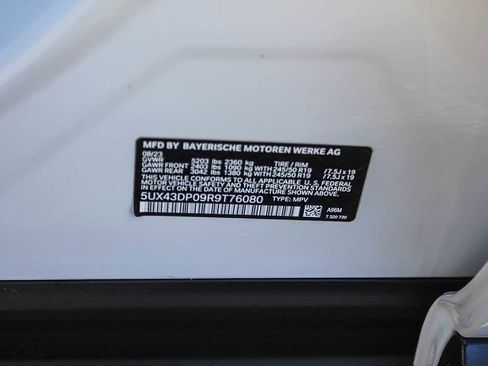 MFD BY BAYERISCHE MOTOREN WERKE AG
08/23
GVWR 5203 lbs 2360 kg TIRE / RIM
GAWR FRONT 2403 lbs 1090 kg WITH 245/50 R19 / 7.5J x 19
GAWR REAR 3042 lbs 1380 kg WITH 245/50 R19 / 7.5J x 19
THIS VEHICLE CONFORMS TO ALL APPLICABLE U. S. FEDERAL
MOTOR VEHICLE SAFETY AND THEFT PREVENTION STANDARDS
IN EFFECT ON THE DATE OF MANUFACTURE SHOWN ABOVE.
5UX43DP09R9T76080 TYPE: MPV
A96M
7 320 730